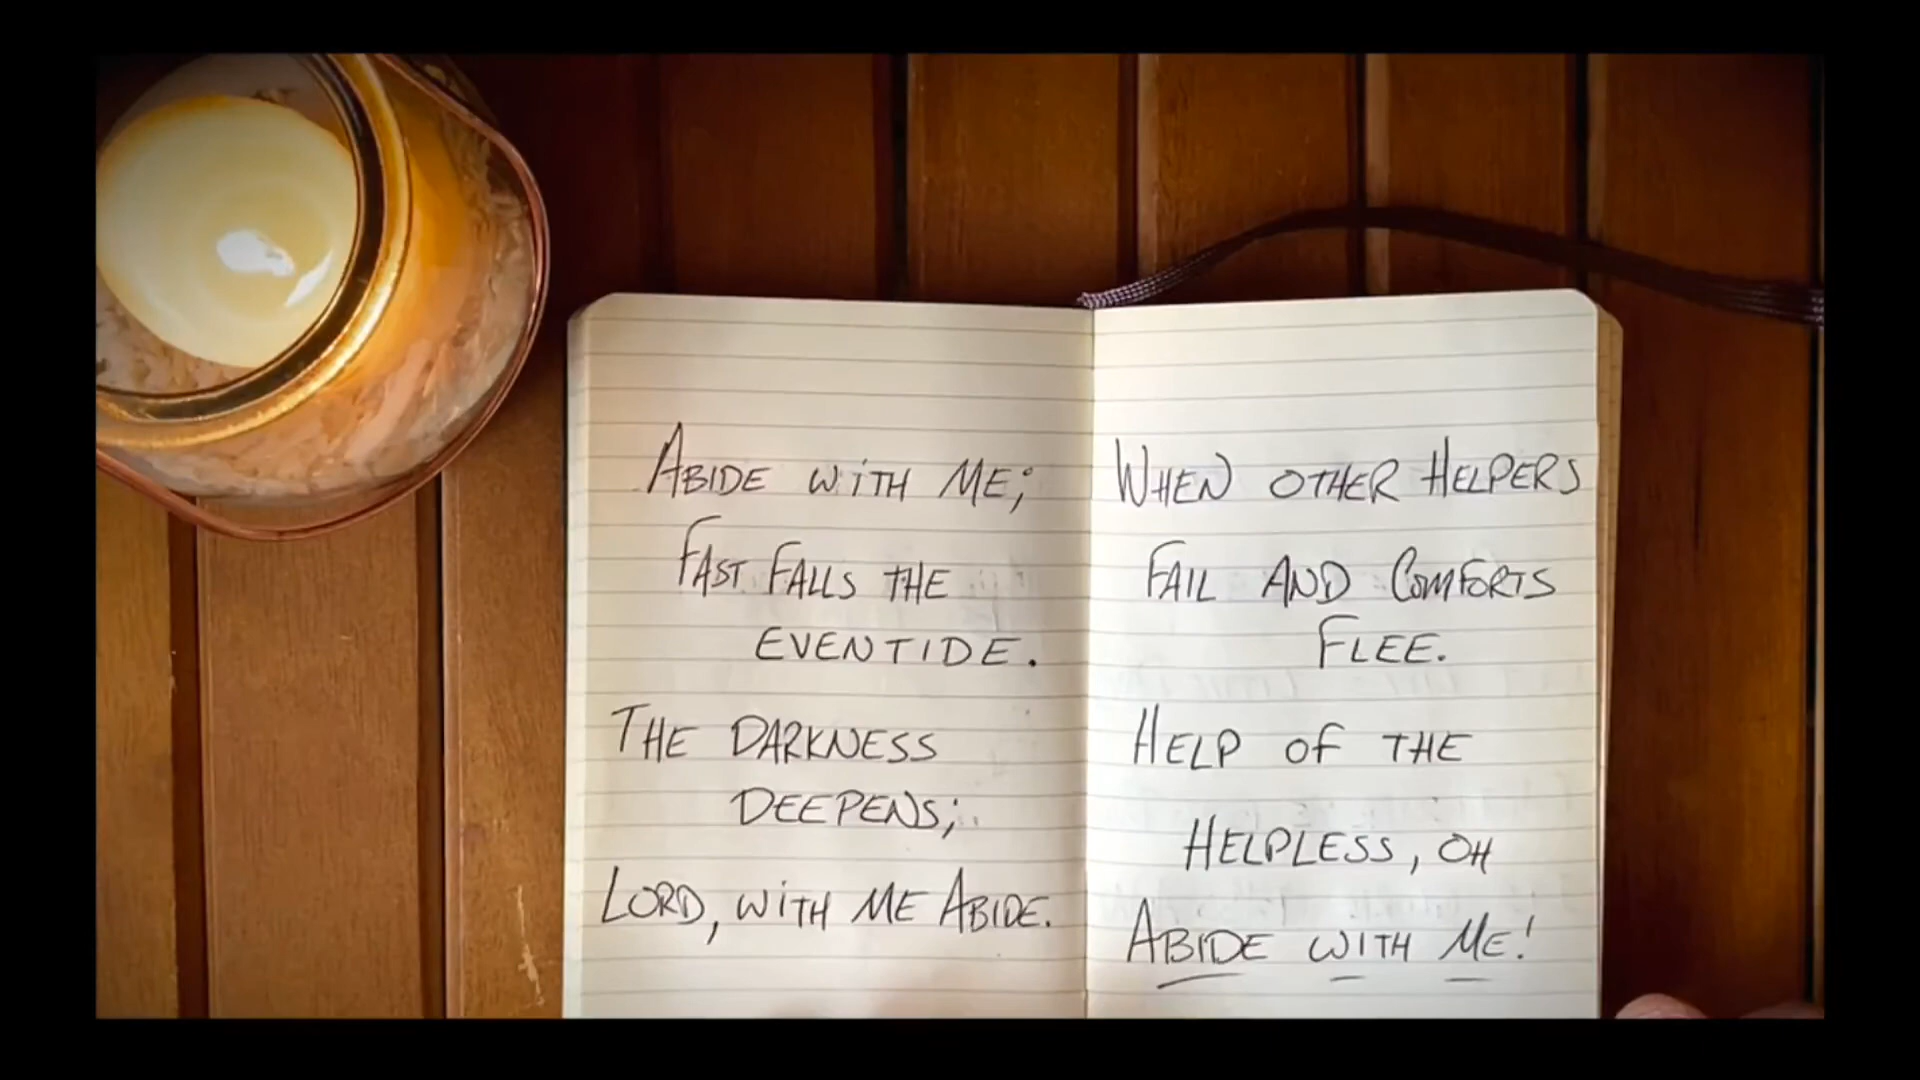 ABIDE WITH ME;
FAST FALLS THE
EVENTIDE.
THE DARKNESS
DEEPENS;
LORD, WITH ME ABIDE.
WHEN OTHER HELPERS
FAIL AND COMFORTS
FLEE.
HELP OF THE
HELPLESS, OH
ABIDE WITH ME!